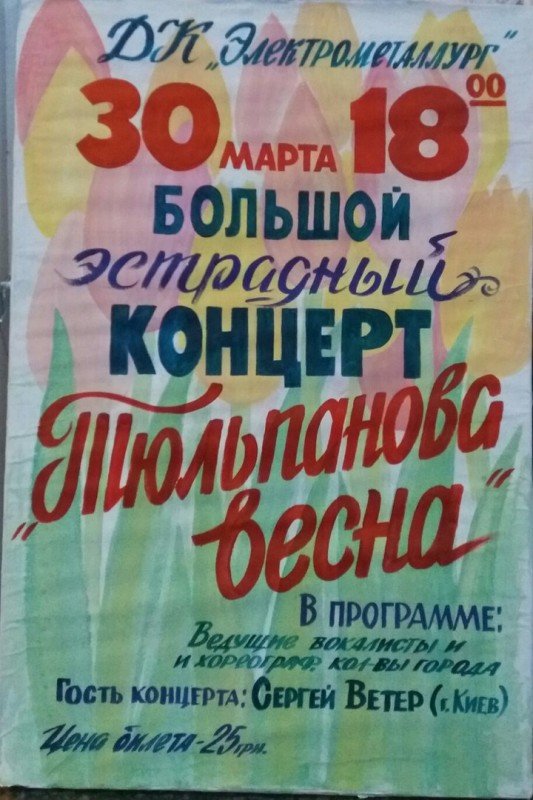 ДК „Электрометаллург"
30 МАРТА 18 00
БОЛЬШОЙ
эстрадный
КОНЦЕРТ
„Тюльпанова
весна"
В ПРОГРАММЕ:
Ведущие вокалисты и
и хореограф. кол-вы города
Гость концерта: Сергей Ветер (г. Киев)
Цена билета-25 грн.